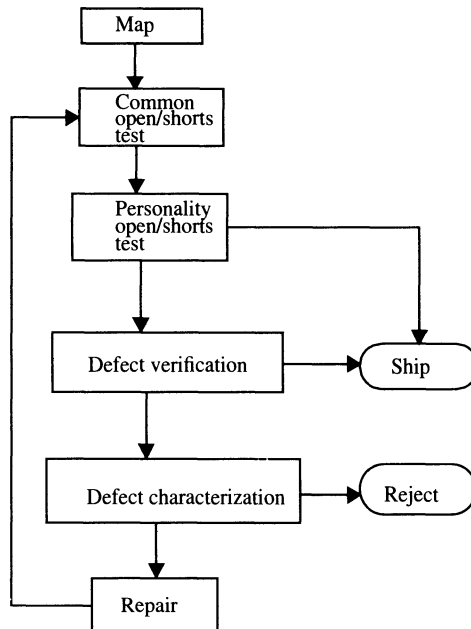 Map
Common
open/shorts
test
Personality
open/shorts
test
Defect verification
Ship
Defect characterization
Reject
Repair